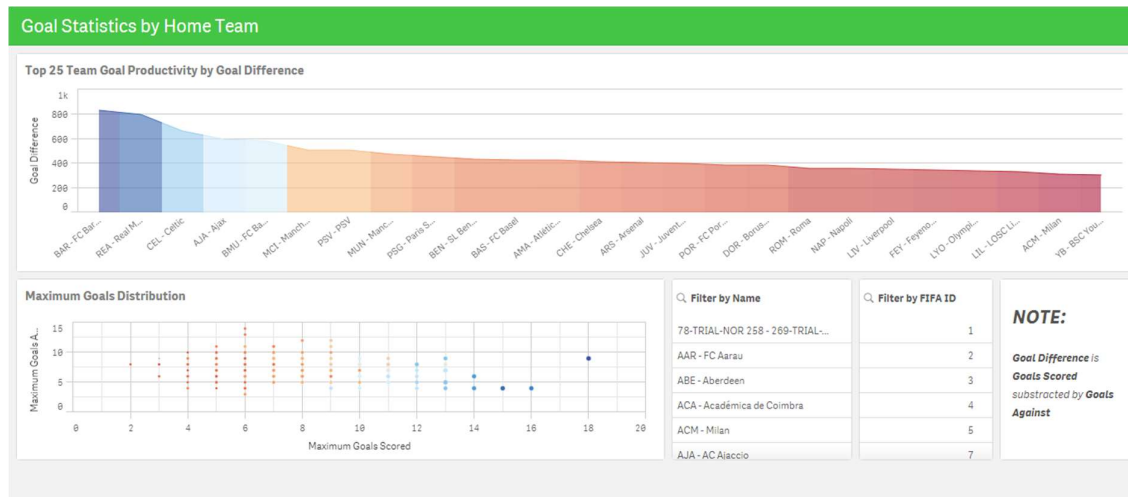 Goal Statistics by Home Team
Top 25 Team Goal Productivity by Goal Difference
1k
800
600
400
200
0
Goal Difference
BAR - FC Bar...
REA - Real M...
CEL - Celtic
AJA - Ajax
BMU - FC Ba...
MCI - Manch...
PSV - PSV
MUN - Manc...
PSG - Paris S...
BEN - SL Ben...
BAS - FC Basel
AMA - Atlétic...
CHE - Chelsea
ARS - Arsenal
JUV - Juvent...
POR - FC Por...
DOR - Borus...
ROM - Roma
NAP - Napoli
LIV - Liverpool
FEY - Feyeno...
LYO - Olympi...
LIL - LOSC Li...
ACM - Milan
YB - BSC You...
Maximum Goals Distribution
15
10
5
0
Maximum Goals A...
0 2 4 6 8 10 12 14 16 18 20
Maximum Goals Scored
Filter by Name
78-TRIAL-NOR 258 - 269-TRIAL-...
AAR - FC Aarau
ABE - Aberdeen
ACA - Académica de Coimbra
ACM - Milan
AJA - AC Ajaccio
Filter by FIFA ID
1
2
3
4
5
7
NOTE:
Goal Difference is
Goals Scored
substracted by Goals
Against